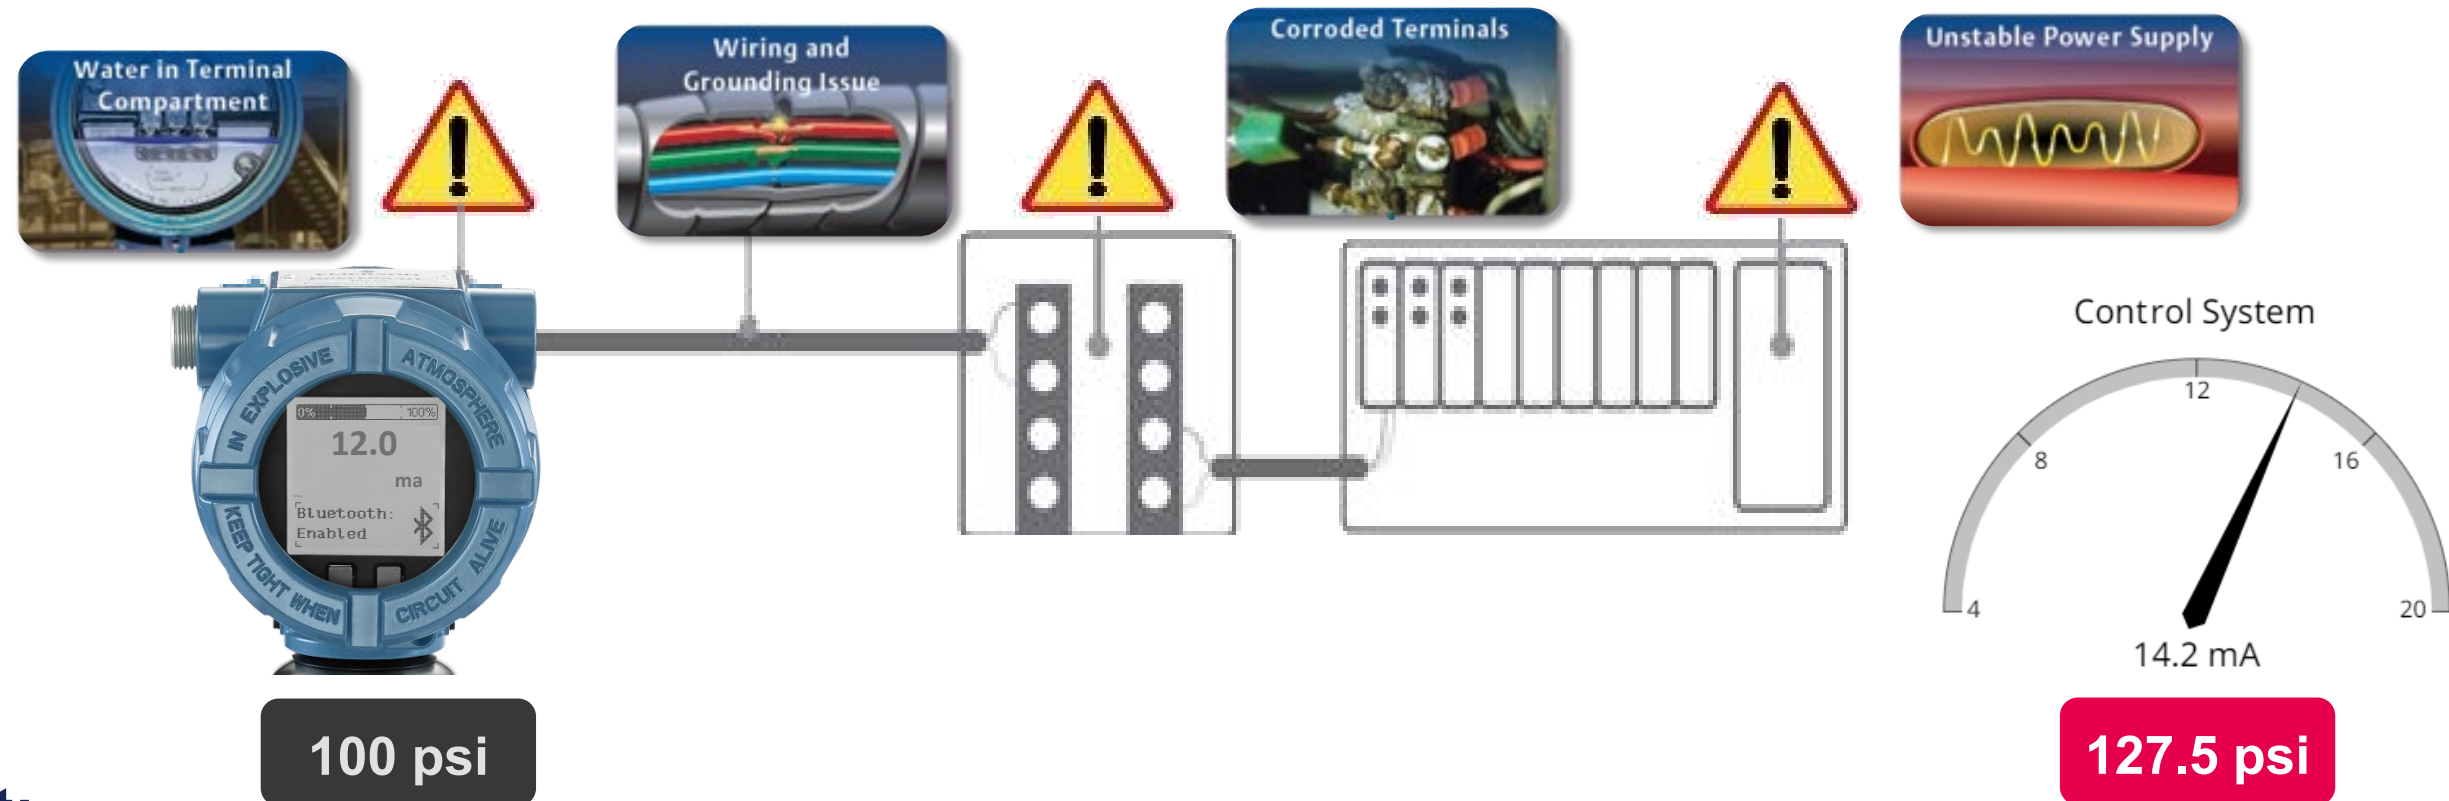 Water in Terminal
Compartment
Wiring and
Grounding Issue
Corroded Terminals
Unstable Power Supply
IN EXPLOSIVE
ATMOSPHERE
KEEP TIGHT WHEN
CIRCUIT ALIVE
0%
100%
12.0
ma
Bluetooth:
Enabled
Control System
4
8
12
16
20
14.2 mA
100 psi
127.5 psi